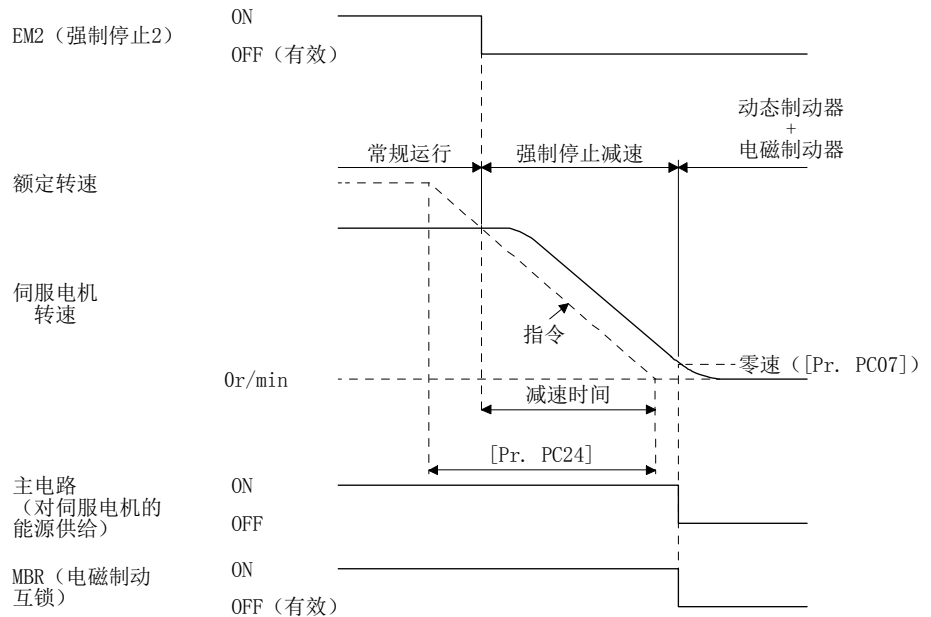 ON
EM2（强制停止2）
OFF（有效）
动态制动器
+
电磁制动器
常规运行
强制停止减速
额定转速
伺服电机
转速
指令
零速（[Pr. PC07]）
0r/min
减速时间
[Pr. PC24]
主电路
（对伺服电机的
能源供给）
ON
OFF
MBR（电磁制动
互锁）
ON
OFF（有效）